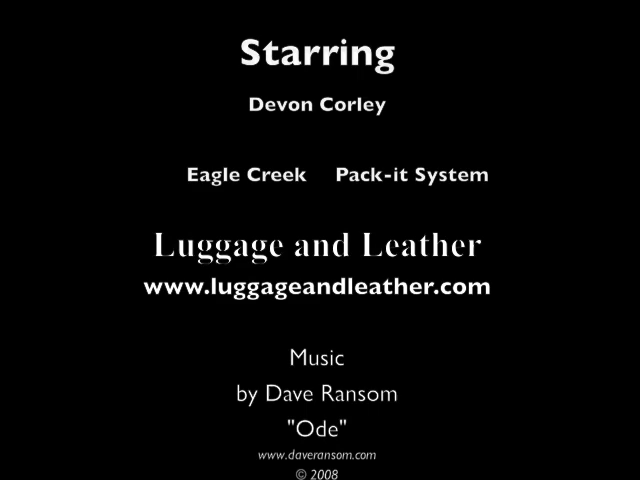 Starring
Devon Corley
Eagle Creek Pack-it System
Luggage and Leather
www.luggageandleather.com
Music
by Dave Ransom
"Ode"
www.daveransom.com
© 2008